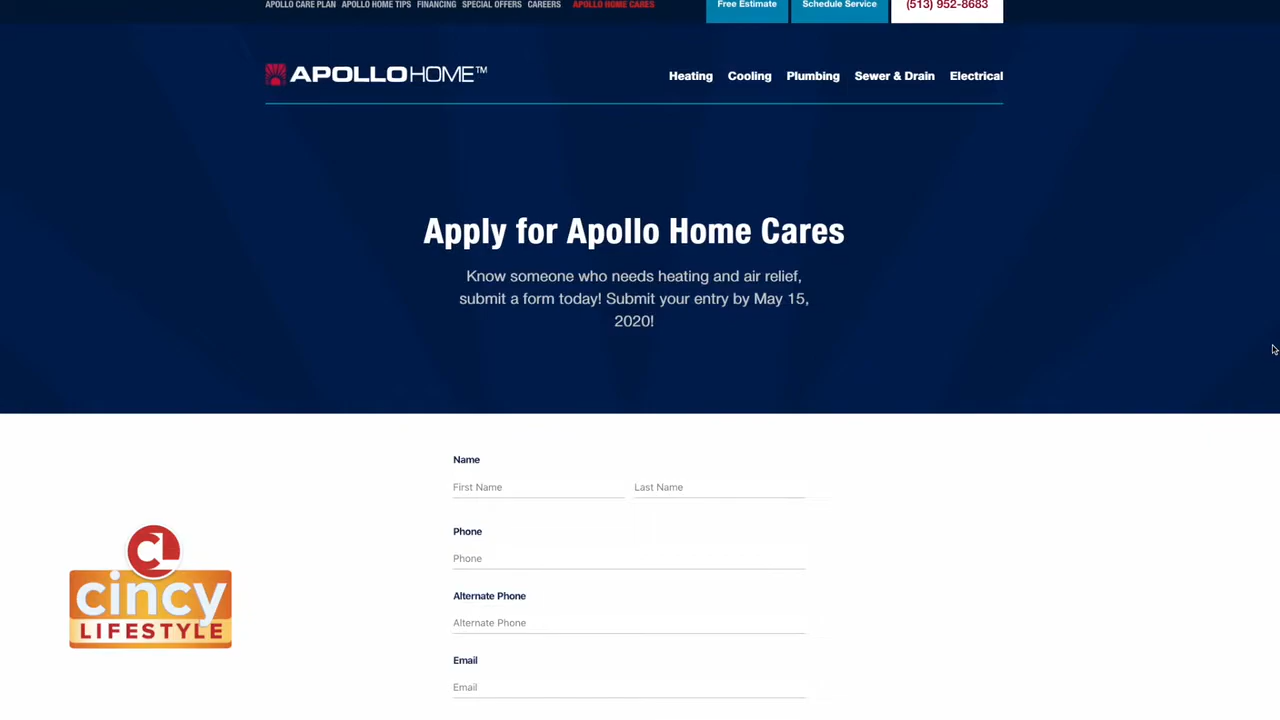 APOLLO CARE PLAN APOLLO HOME TIPS FINANCING SPECIAL OFFERS CAREERS APOLLO HOME CARES Free Estimate Schedule Service (513) 952-8683
APOLLO HOME™ Heating Cooling Plumbing Sewer & Drain Electrical
Apply for Apollo Home Cares
Know someone who needs heating and air relief,
submit a form today! Submit your entry by May 15,
2020!
Name
First Name Last Name
Phone
Phone
Alternate Phone
Alternate Phone
Email
Email
CL
cincy
LIFESTYLE